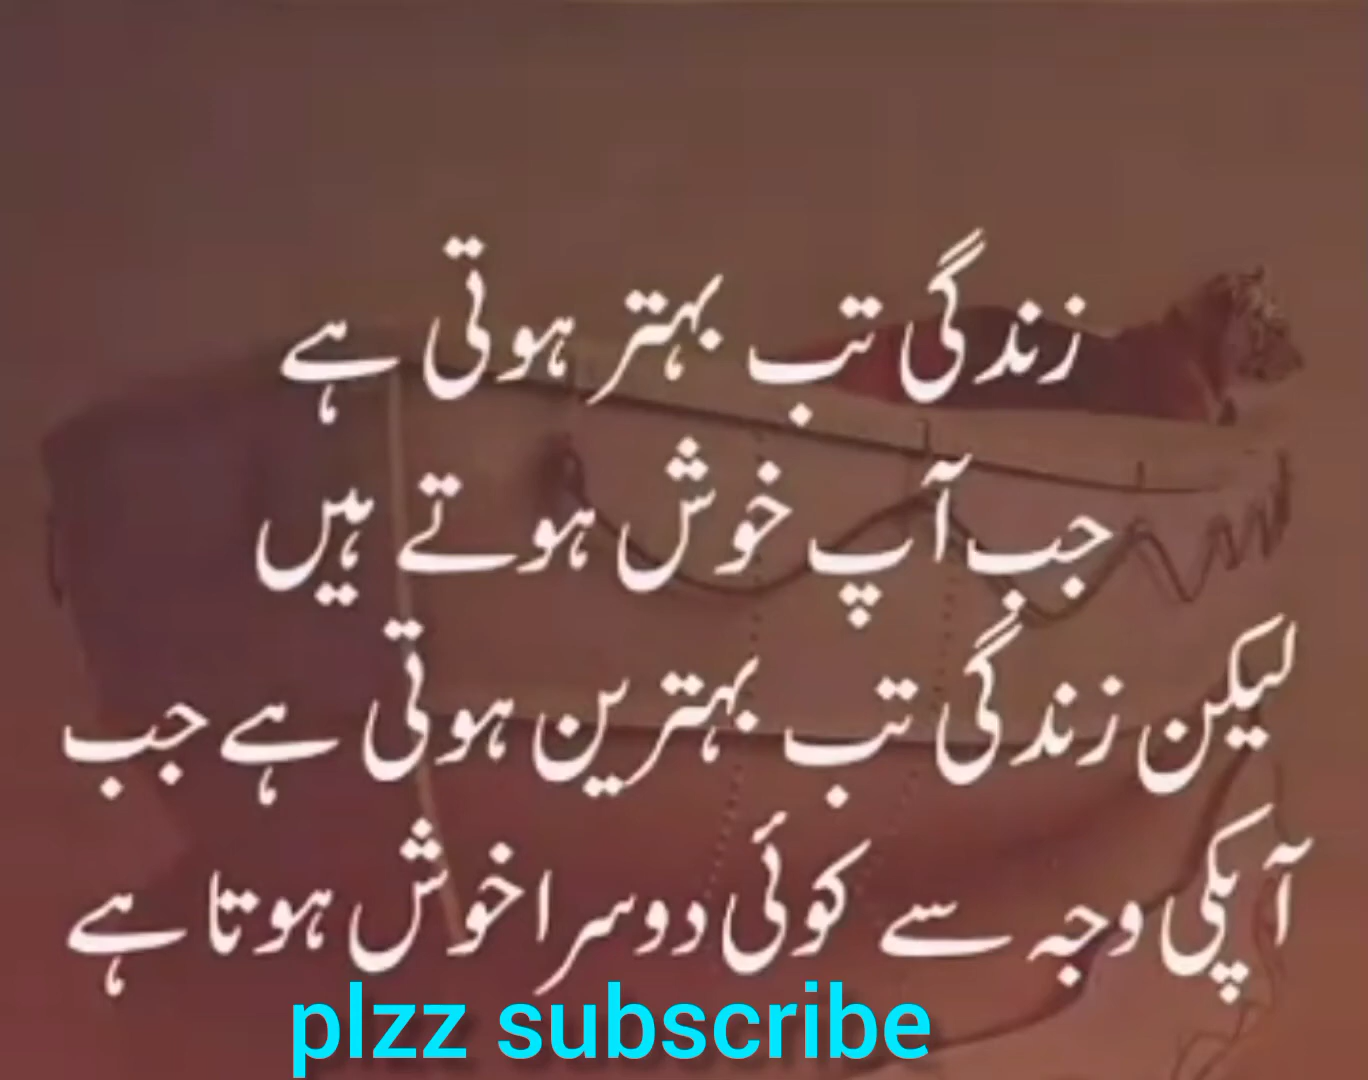 زندگی تب بہتر ہوتی ہے
جب آپ خوش ہوتے ہیں
لیکن زندگی تب بہترین ہوتی ہے جب
آپکی وجہ سے کوئی دوسرا خوش ہوتا ہے
plzz subscribe